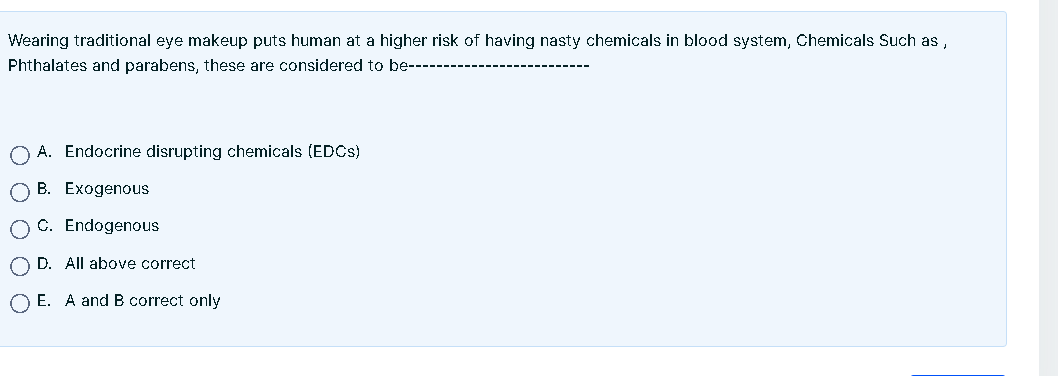 Wearing traditional eye makeup puts human at a higher risk of having nasty chemicals in blood system, Chemicals Such as ,
Phthalates and parabens, these are considered to be--------------------------
A. Endocrine disrupting chemicals (EDCs)
B. Exogenous
C. Endogenous
D. All above correct
E. A and B correct only